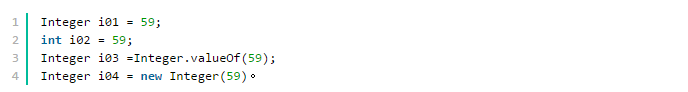 1 Integer i01 = 59;
2 int i02 = 59;
3 Integer i03 =Integer.valueOf(59);
4 Integer i04 = new Integer(59)。